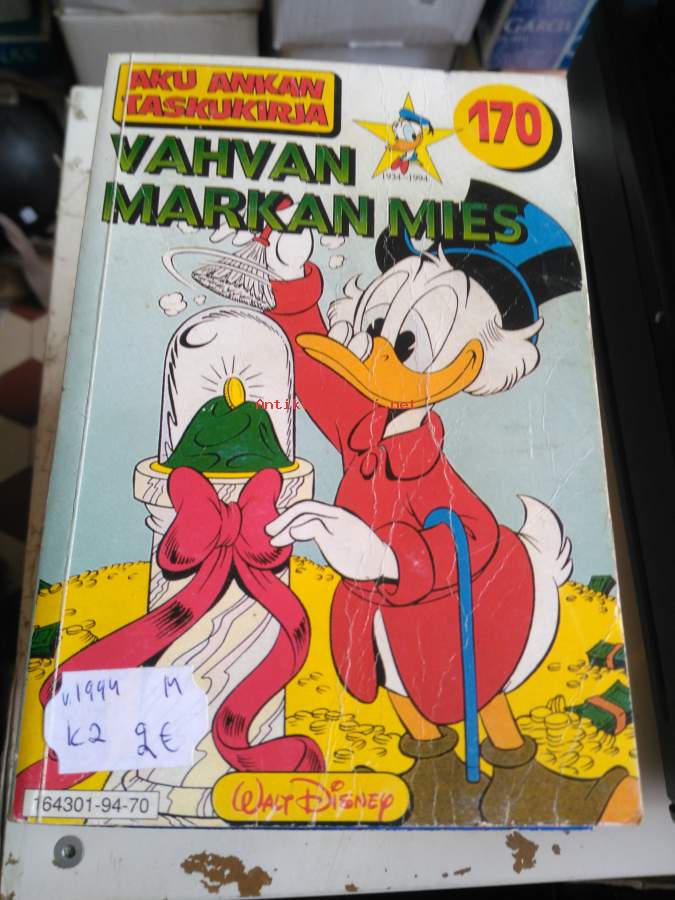 GARCIA
AKU ANKAN
TASKUKIRJA
170
1934-1994
VAHVAN
MARKAN MIES
Antik
.net
v.1994 M
K2 2€
164301-94-70
WALT DISNEY